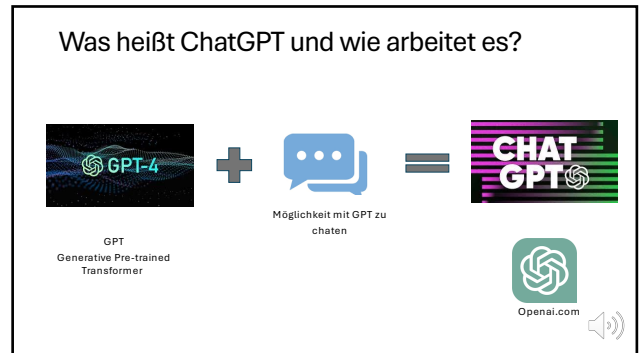 Was heißt ChatGPT und wie arbeitet es?
GPT-4
CHAT
GPT
Möglichkeit mit GPT zu
chaten
GPT
Generative Pre-trained
Transformer
Openai.com